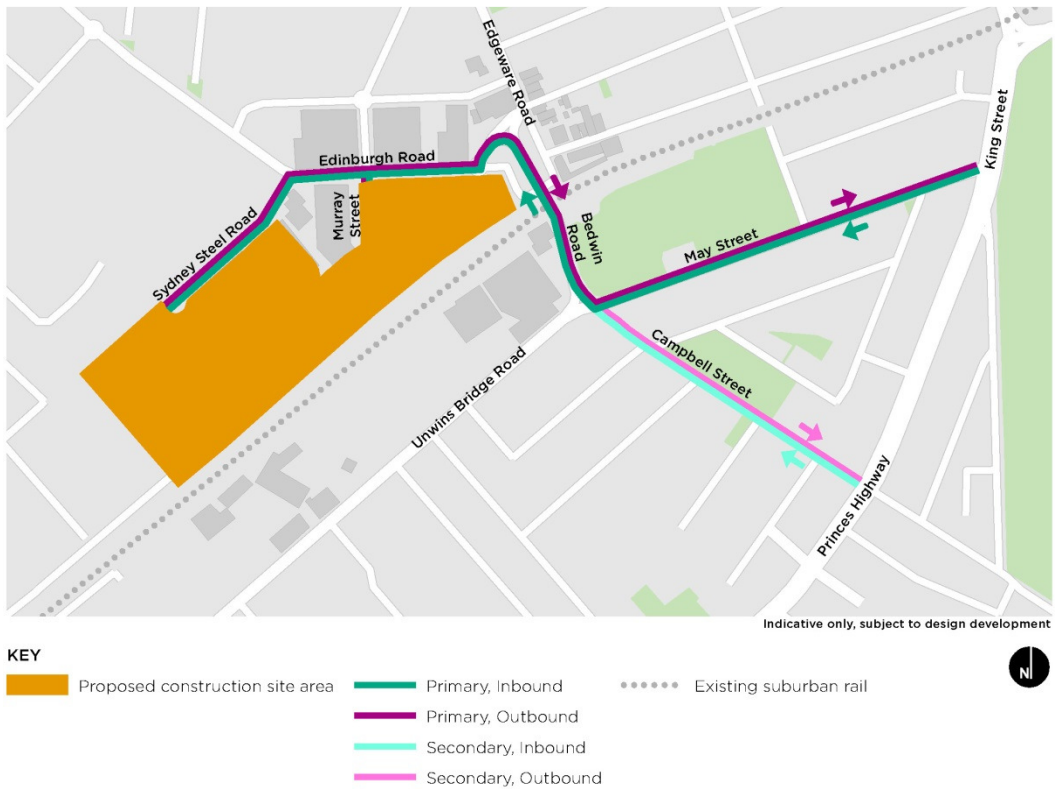 Edgeware Road
King Street
Edinburgh Road
Murray
Street
Bedwin
Road
Sydney Steel Road
May Street
Campbell Street
Unwins Bridge Road
Princes Highway
Indicative only, subject to design development
KEY
N
Proposed construction site area
Primary, Inbound
Existing suburban rail
Primary, Outbound
Secondary, Inbound
Secondary, Outbound